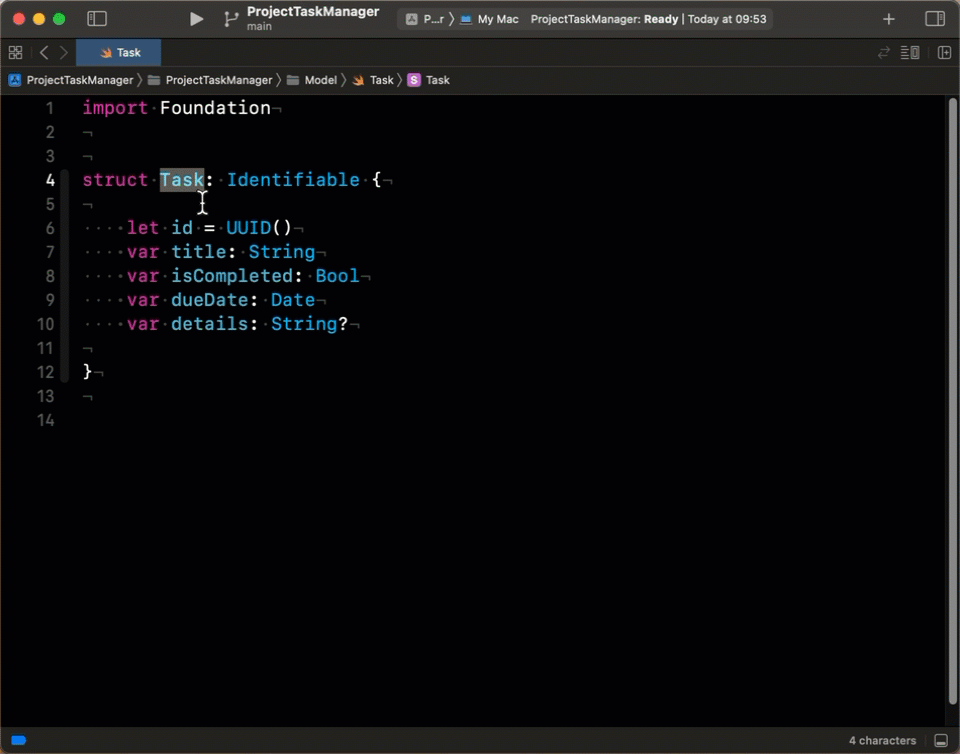 ProjectTaskManager
main
P...r 〉 My Mac
ProjectTaskManager: Ready | Today at 09:53
Task
ProjectTaskManager 〉 ProjectTaskManager 〉 Model 〉 Task 〉 S Task
1 import·Foundation¬
2 ¬
3 ¬
4 struct·Task:·Identifiable·{¬
5 ¬
6 ····let·id·=·UUID()¬
7 ····var·title:·String¬
8 ····var·isCompleted:·Bool¬
9 ····var·dueDate:·Date¬
10 ····var·details:·String?¬
11 ¬
12 }¬
13 ¬
14
4 characters